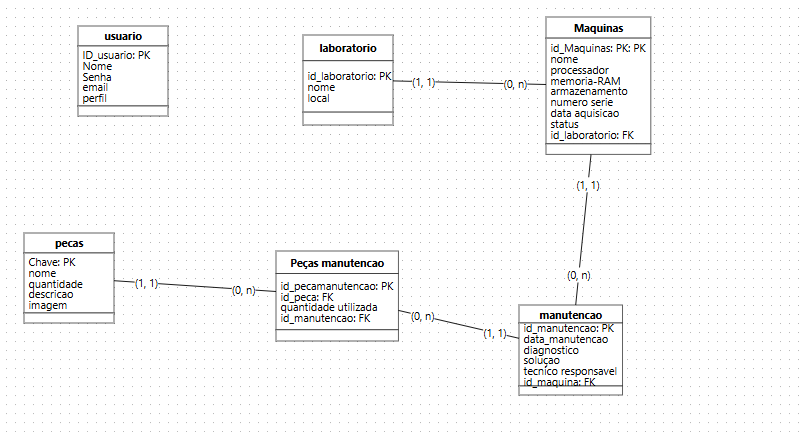 usuario
ID_usuario: PK
Nome
Senha
email
perfil
laboratorio
id_laboratorio: PK
nome
local
(1, 1)
(0, n)
Maquinas
id_Maquinas: PK: PK
nome
processador
memoria-RAM
armazenamento
numero serie
data aquisicao
status
id_laboratorio: FK
(1, 1)
(0, n)
pecas
Chave: PK
nome
quantidade
descricao
imagem
(1, 1)
(0, n)
Peças manutencao
id_pecamanutencao: PK
id_peca: FK
quantidade utilizada
id_manutencao: FK
(0, n)
(1, 1)
manutencao
id_manutencao: PK
data_manutencao
diagnostico
soluçao
tecnico responsavel
id_maquina: FK